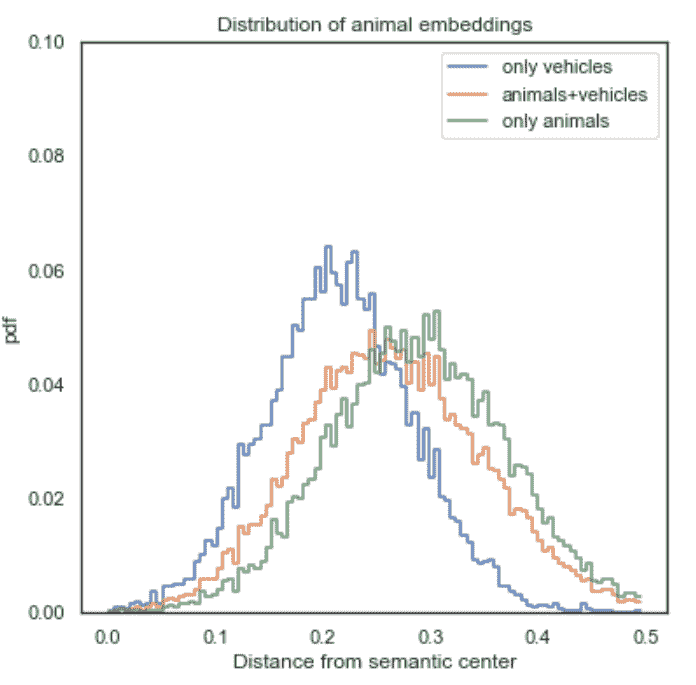 Distribution of animal embeddings
0.10
only vehicles
animals+vehicles
only animals
0.08
0.06
pdf
0.04
0.02
0.00
0.0 0.1 0.2 0.3 0.4 0.5
Distance from semantic center